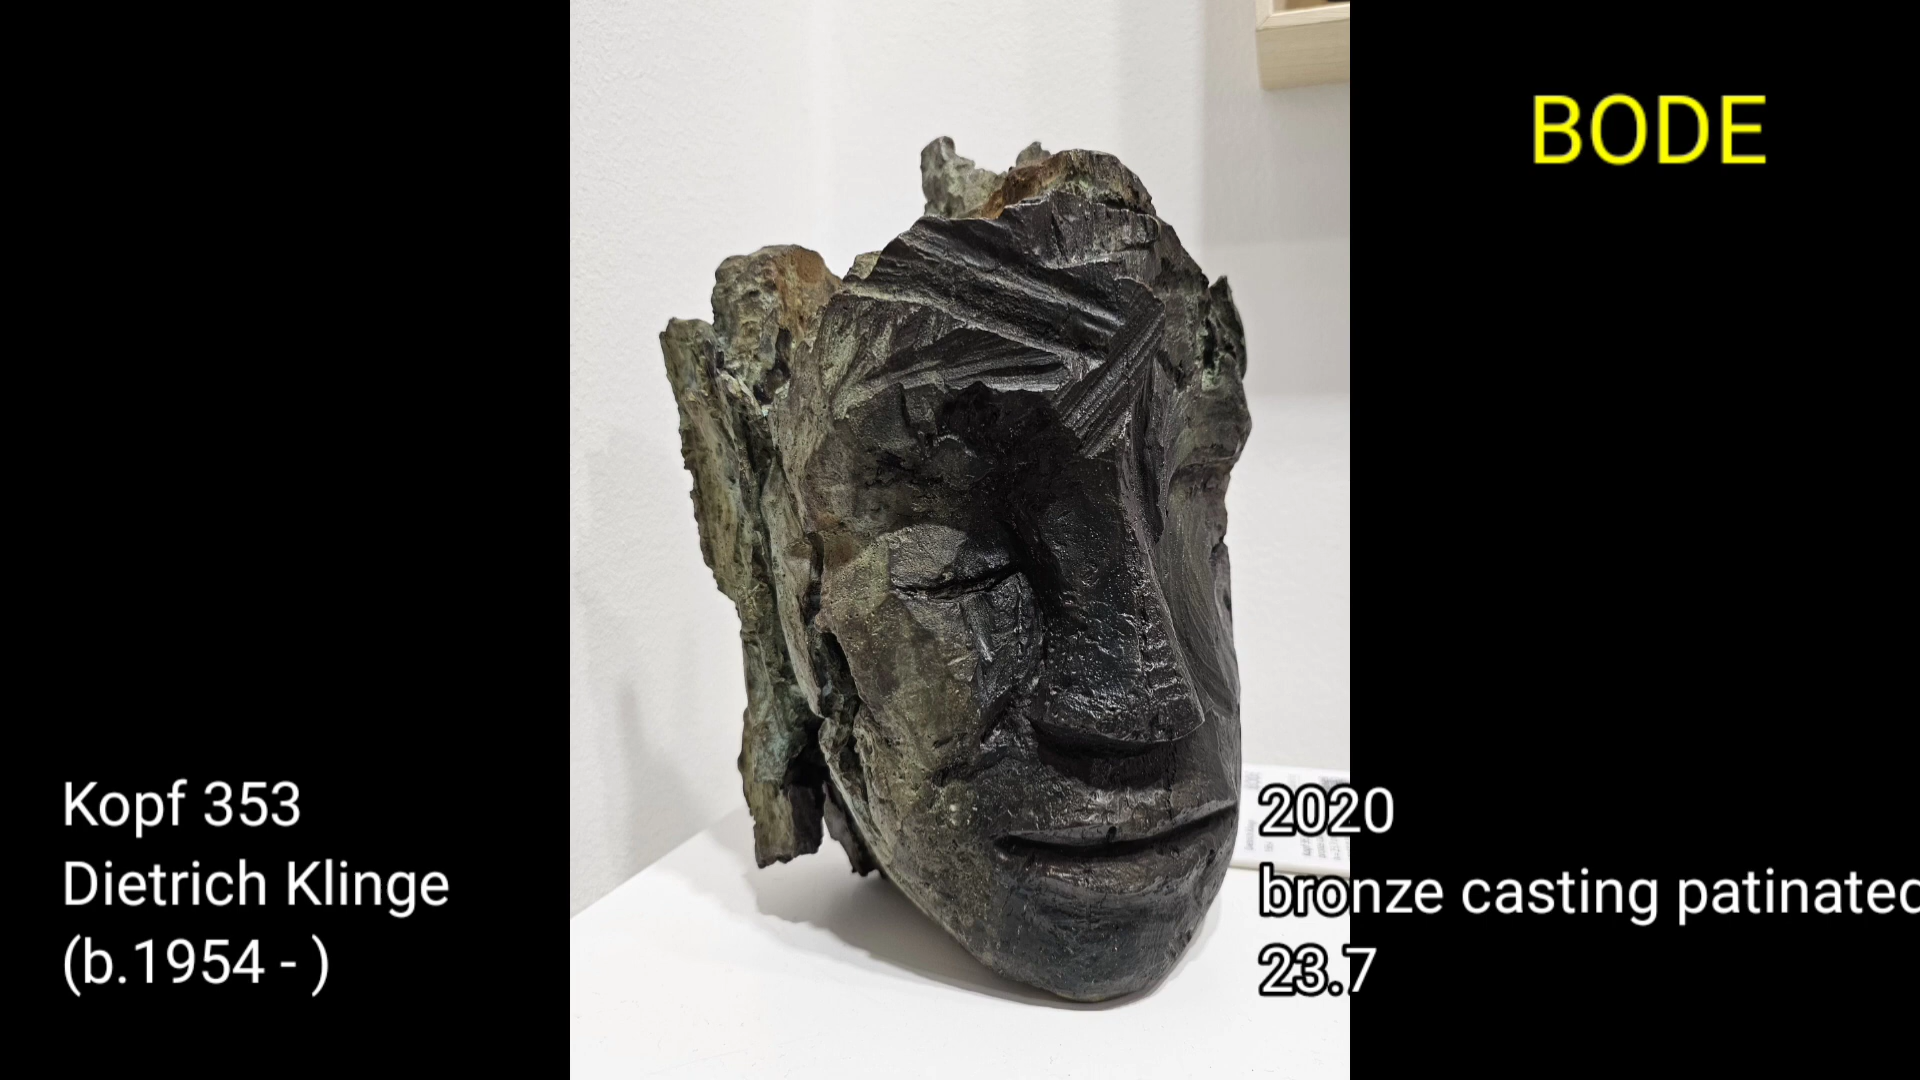 BODE
Kopf 353
Dietrich Klinge
(b.1954 - )
2020
bronze casting patinated
23.7